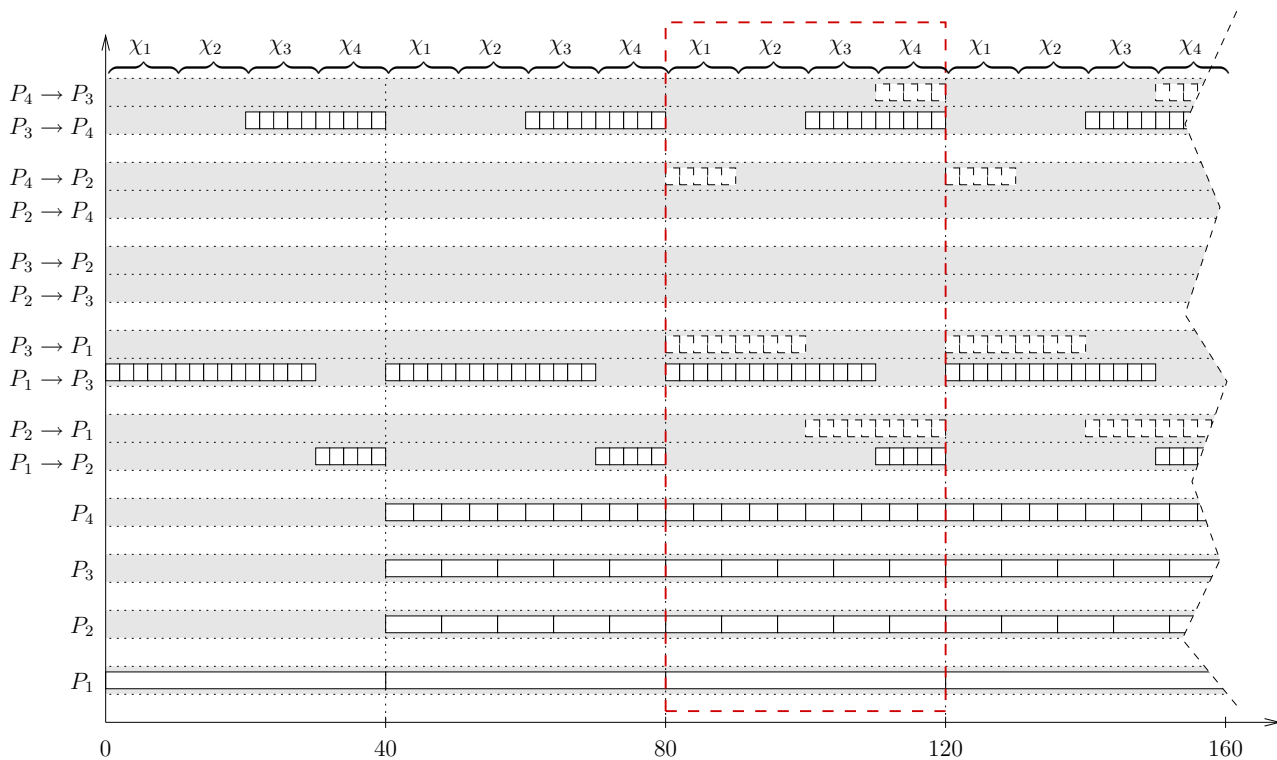 χ1 χ2 χ3 χ4 χ1 χ2 χ3 χ4 χ1 χ2 χ3 χ4 χ1 χ2 χ3 χ4
P4 → P3
P3 → P4
P4 → P2
P2 → P4
P3 → P2
P2 → P3
P3 → P1
P1 → P3
P2 → P1
P1 → P2
P4
P3
P2
P1
0 40 80 120 160